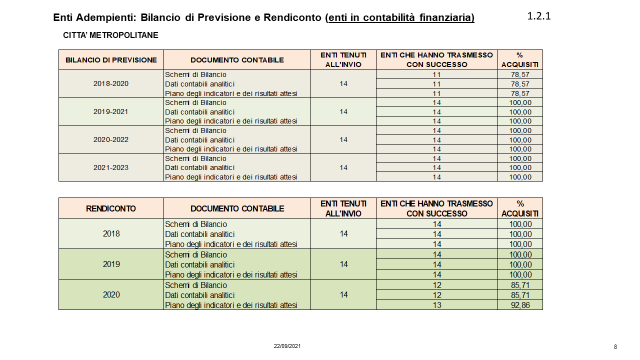 Enti Adempienti: Bilancio di Previsione e Rendiconto (enti in contabilità finanziaria) 1.2.1
CITTA' METROPOLITANE
BILANCIO DI PREVISIONE DOCUMENTO CONTABILE ENTI TENUTI ALL'INVIO ENTI CHE HANNO TRASMESSO CON SUCCESSO % ACQUISITI
2018-2020 Schemi di Bilancio 14 11 78,57
Dati contabili analitici 11 78,57
Piano degli indicatori e dei risultati attesi 11 78,57
2019-2021 Schemi di Bilancio 14 14 100,00
Dati contabili analitici 14 100,00
Piano degli indicatori e dei risultati attesi 14 100,00
2020-2022 Schemi di Bilancio 14 14 100,00
Dati contabili analitici 14 100,00
Piano degli indicatori e dei risultati attesi 14 100,00
2021-2023 Schemi di Bilancio 14 14 100,00
Dati contabili analitici 14 100,00
Piano degli indicatori e dei risultati attesi 14 100,00
RENDICONTO DOCUMENTO CONTABILE ENTI TENUTI ALL'INVIO ENTI CHE HANNO TRASMESSO CON SUCCESSO % ACQUISITI
2018 Schemi di Bilancio 14 14 100,00
Dati contabili analitici 14 100,00
Piano degli indicatori e dei risultati attesi 14 100,00
2019 Schemi di Bilancio 14 14 100,00
Dati contabili analitici 14 100,00
Piano degli indicatori e dei risultati attesi 14 100,00
2020 Schemi di Bilancio 14 12 85,71
Dati contabili analitici 12 85,71
Piano degli indicatori e dei risultati attesi 13 92,86
22/09/2021 8